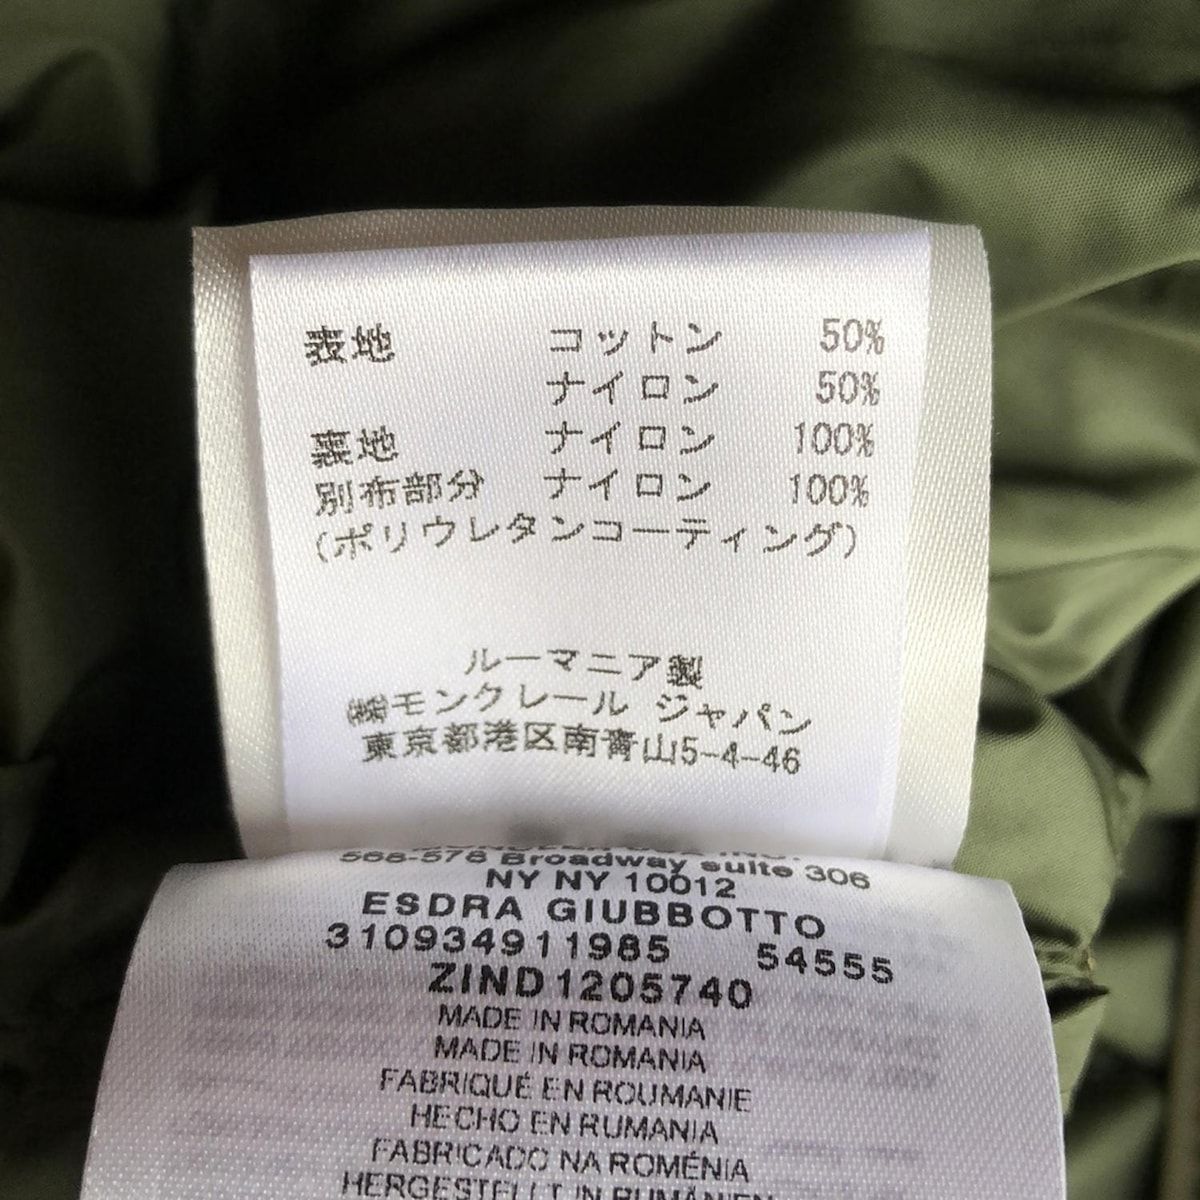 表地 コットン 50%
ナイロン 50%
裏地 ナイロン 100%
別布部分 ナイロン 100%
(ポリウレタンコーティング)
ルーマニア製
㈱モンクレール ジャパン
東京都港区南青山5-4-46
568-578 Broadway suite 306
NY NY 10012
ESDRA GIUBBOTTO
310934911985 54555
ZIND1205740
MADE IN ROMANIA
MADE IN ROMANIA
FABRIQUÉ EN ROUMANIE
HECHO EN RUMANIA
FABRICADO NA ROMÉNIA
HERGESTELLT IN RUMÄNIEN